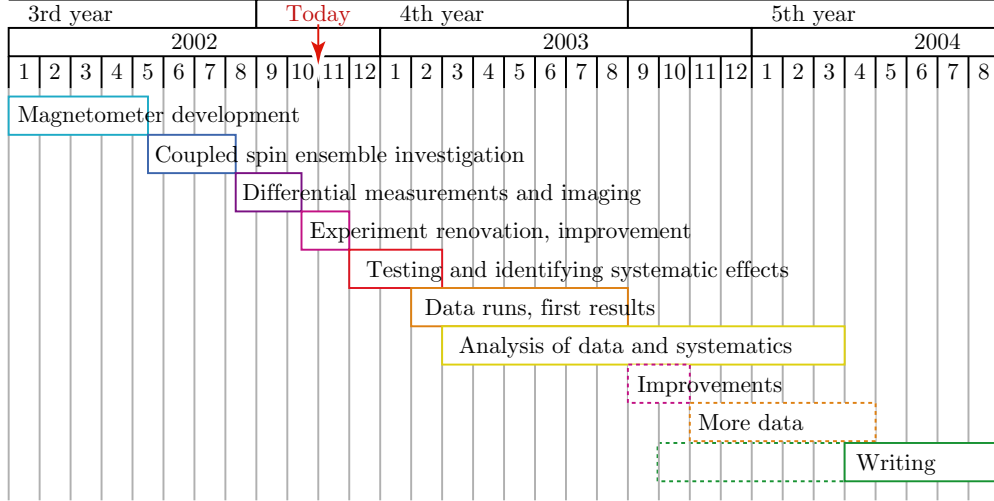 3rd year Today 4th year 5th year
2002 2003 2004
1 2 3 4 5 6 7 8 9 10 11 12 1 2 3 4 5 6 7 8 9 10 11 12 1 2 3 4 5 6 7 8
Magnetometer development
Coupled spin ensemble investigation
Differential measurements and imaging
Experiment renovation, improvement
Testing and identifying systematic effects
Data runs, first results
Analysis of data and systematics
Improvements
More data
Writing